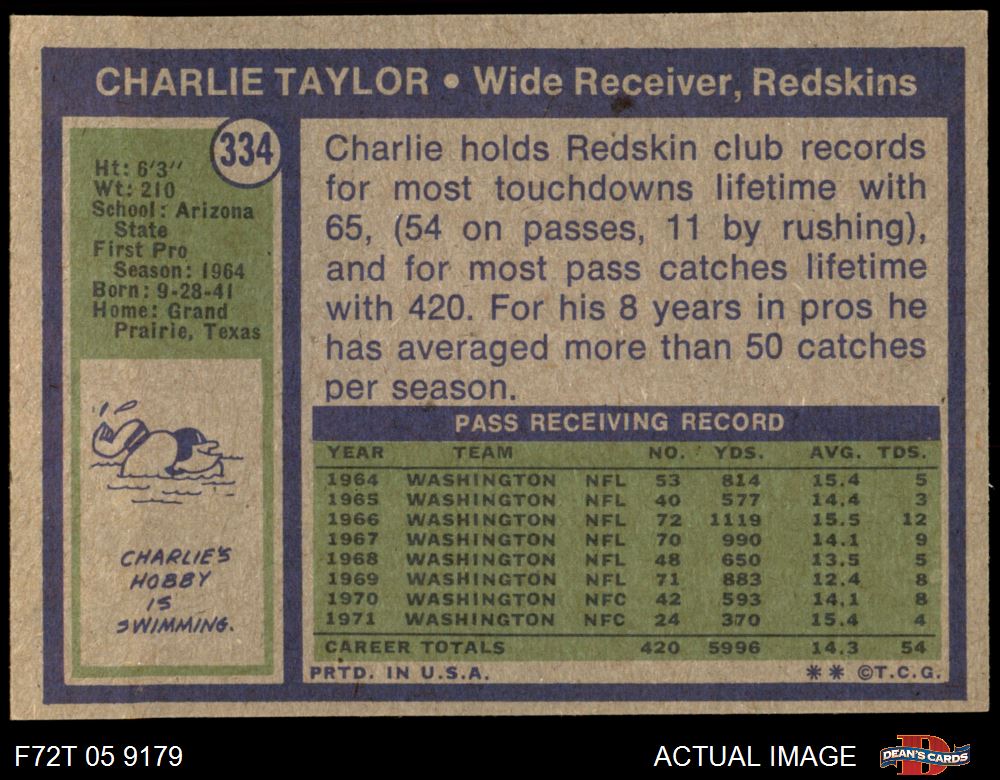 CHARLIE TAYLOR • Wide Receiver, Redskins
334
Ht: 6'3"
Wt: 210
School: Arizona
State
First Pro
Season: 1964
Born: 9-28-41
Home: Grand
Prairie, Texas
CHARLIE'S
HOBBY
IS
SWIMMING.
Charlie holds Redskin club records
for most touchdowns lifetime with
65, (54 on passes, 11 by rushing),
and for most pass catches lifetime
with 420. For his 8 years in pros he
has averaged more than 50 catches
per season.
PASS RECEIVING RECORD
YEAR TEAM NO. YDS. AVG. TDS.
1964 WASHINGTON NFL 53 814 15.4 5
1965 WASHINGTON NFL 40 577 14.4 3
1966 WASHINGTON NFL 72 1119 15.5 12
1967 WASHINGTON NFL 70 990 14.1 9
1968 WASHINGTON NFL 48 650 13.5 5
1969 WASHINGTON NFL 71 883 12.4 8
1970 WASHINGTON NFC 42 593 14.1 8
1971 WASHINGTON NFC 24 370 15.4 4
CAREER TOTALS 420 5996 14.3 54
PRTD. IN U.S.A. ** ©T.C.G.
F72T 05 9179 ACTUAL IMAGE D DEAN'S CARDS